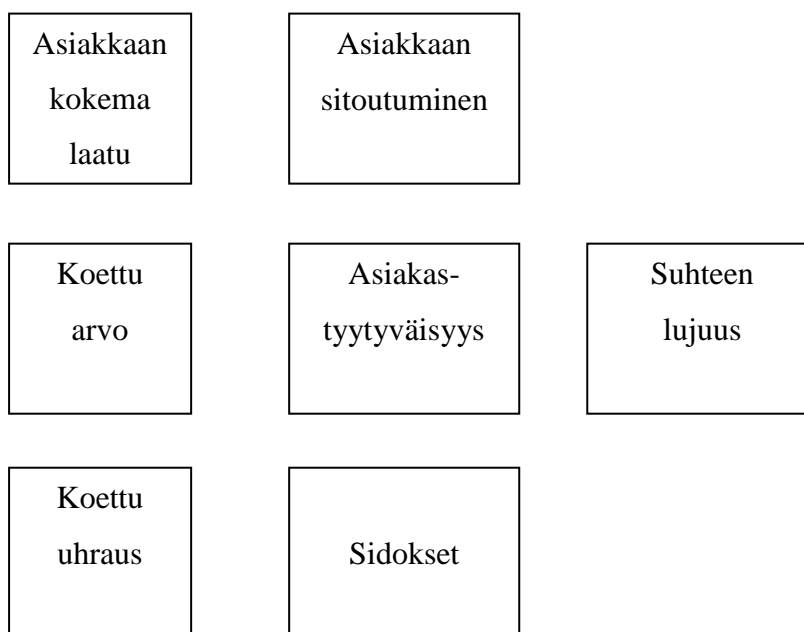 Asiakkaan
kokema
laatu
Asiakkaan
sitoutuminen
Koettu
arvo
Asiakas-
tyytyväisyys
Suhteen
lujuus
Koettu
uhraus
Sidokset